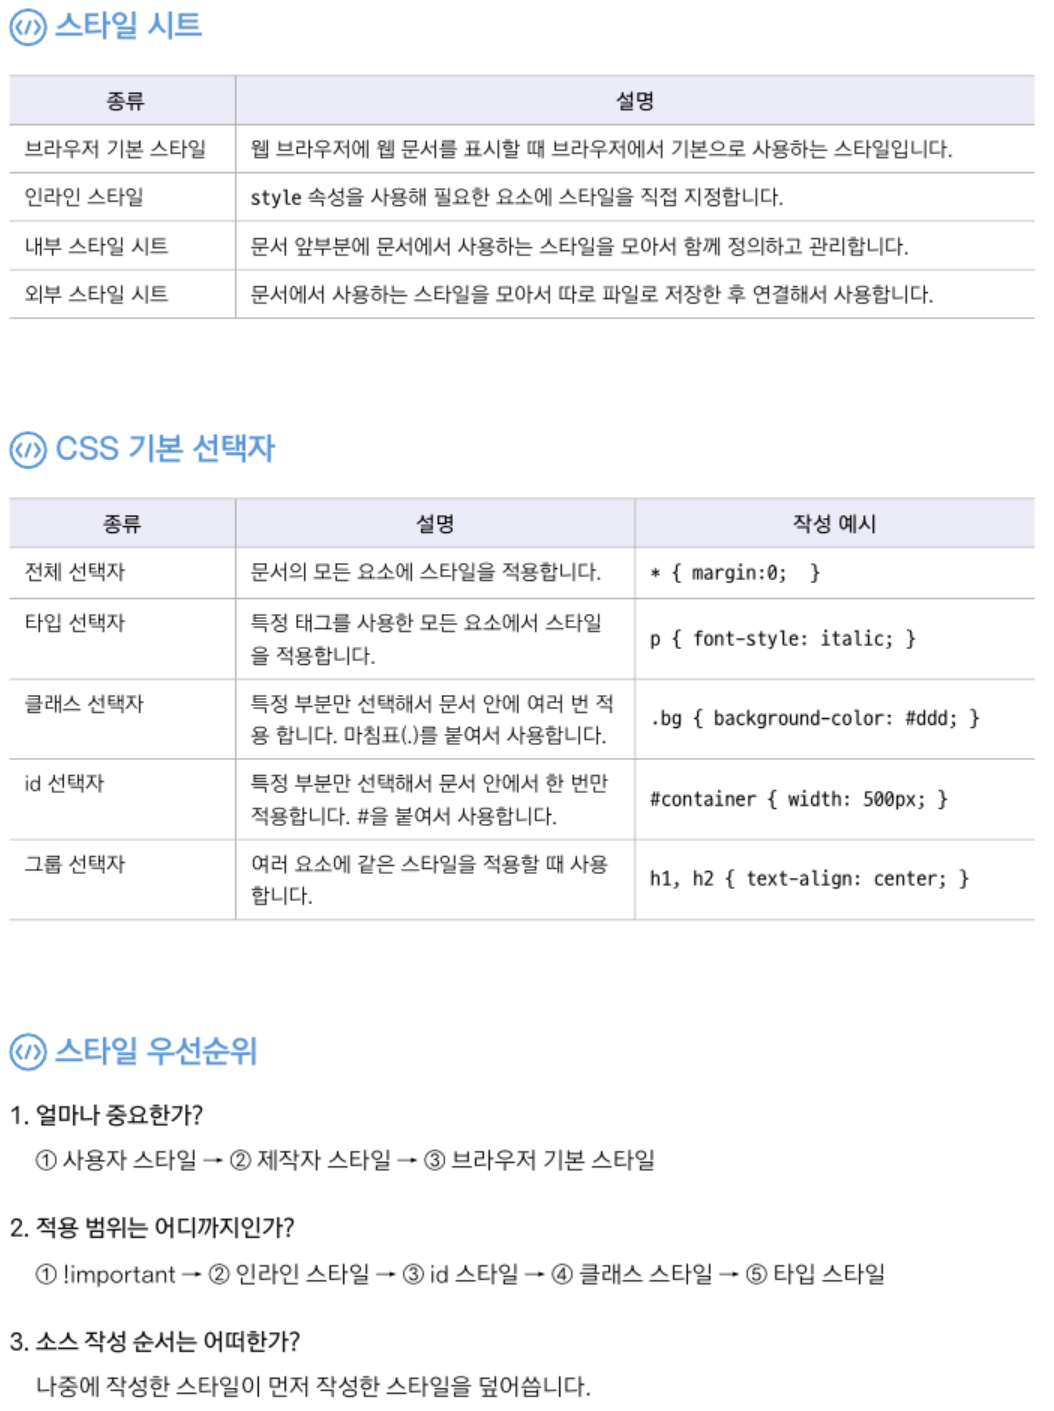 스타일 시트
종류 설명
브라우저 기본 스타일 웹 브라우저에 웹 문서를 표시할 때 브라우저에서 기본으로 사용하는 스타일입니다.
인라인 스타일 style 속성을 사용해 필요한 요소에 스타일을 직접 지정합니다.
내부 스타일 시트 문서 앞부분에 문서에서 사용하는 스타일을 모아서 함께 정의하고 관리합니다.
외부 스타일 시트 문서에서 사용하는 스타일을 모아서 따로 파일로 저장한 후 연결해서 사용합니다.
CSS 기본 선택자
종류 설명 작성 예시
전체 선택자 문서의 모든 요소에 스타일을 적용합니다. * { margin:0;  }
타입 선택자 특정 태그를 사용한 모든 요소에서 스타일
을 적용합니다.
p { font-style: italic; }
클래스 선택자 특정 부분만 선택해서 문서 안에 여러 번 적
용 합니다. 마침표(.)를 붙여서 사용합니다.
.bg { background-color: #ddd; }
id 선택자 특정 부분만 선택해서 문서 안에서 한 번만
적용합니다. #을 붙여서 사용합니다.
#container { width: 500px; }
그룹 선택자 여러 요소에 같은 스타일을 적용할 때 사용
합니다.
h1, h2 { text-align: center; }
스타일 우선순위
1. 얼마나 중요한가?
① 사용자 스타일 → ② 제작자 스타일 → ③ 브라우저 기본 스타일
2. 적용 범위는 어디까지인가?
① !important → ② 인라인 스타일 → ③ id 스타일 → ④ 클래스 스타일 → ⑤ 타입 스타일
3. 소스 작성 순서는 어떠한가?
나중에 작성한 스타일이 먼저 작성한 스타일을 덮어씁니다.